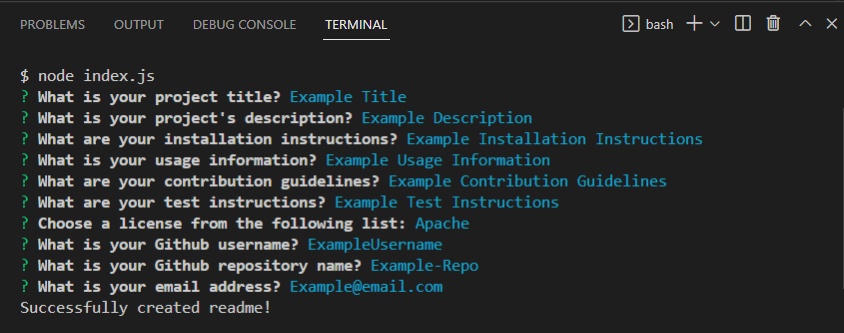 PROBLEMS OUTPUT DEBUG CONSOLE TERMINAL bash
$ node index.js
? What is your project title? Example Title
? What is your project's description? Example Description
? What are your installation instructions? Example Installation Instructions
? What is your usage information? Example Usage Information
? What are your contribution guidelines? Example Contribution Guidelines
? What are your test instructions? Example Test Instructions
? Choose a license from the following list: Apache
? What is your Github username? ExampleUsername
? What is your Github repository name? Example-Repo
? What is your email address? Example@email.com
Successfully created readme!